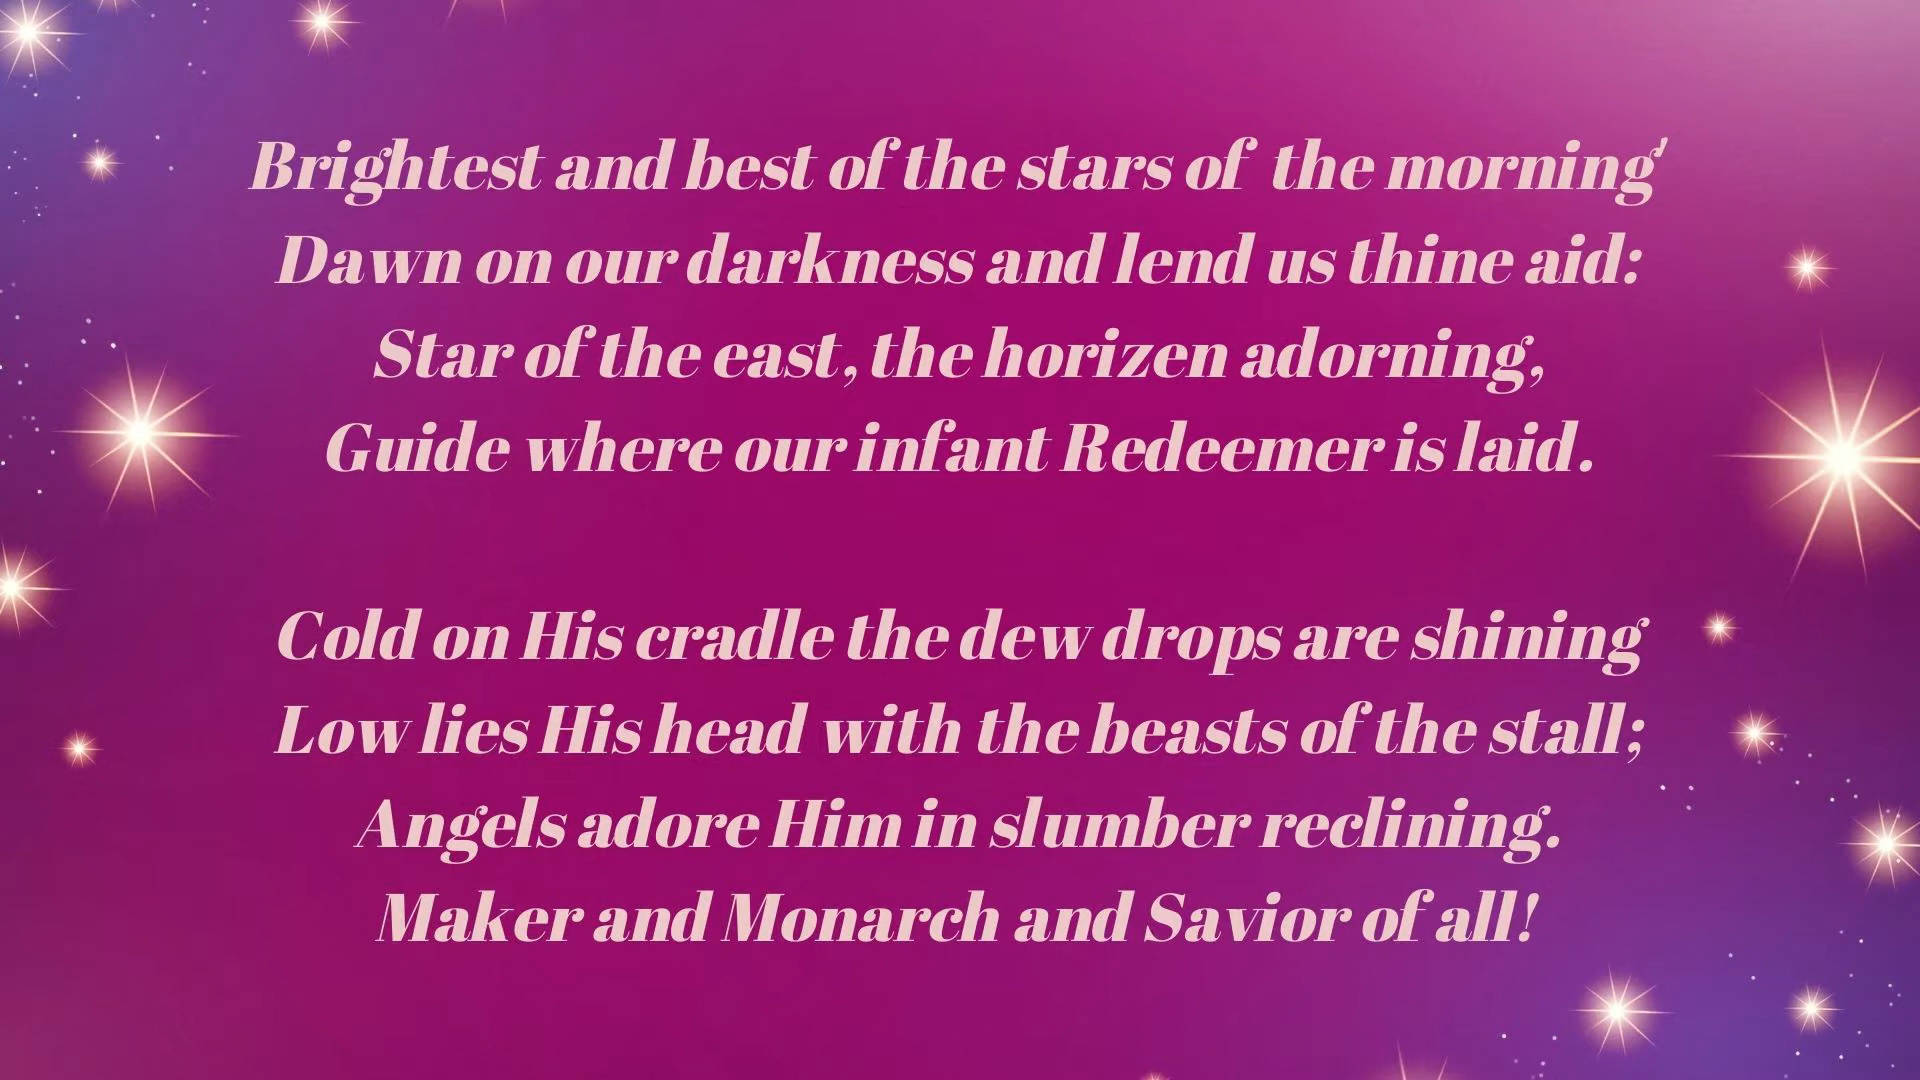 Brightest and best of the stars of the morning'
Dawn on our darkness and lend us thine aid:
Star of the east, the horizen adorning,
Guide where our infant Redeemer is laid.
Cold on His cradle the dew drops are shining
Low lies His head with the beasts of the stall;
Angels adore Him in slumber reclining.
Maker and Monarch and Savior of all!